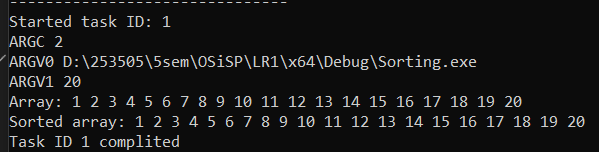 -------------------------------
Started task ID: 1
ARGC 2
ARGV0 D:\253505\5sem\OSiSP\LR1\x64\Debug\Sorting.exe
ARGV1 20
Array: 1 2 3 4 5 6 7 8 9 10 11 12 13 14 15 16 17 18 19 20
Sorted array: 1 2 3 4 5 6 7 8 9 10 11 12 13 14 15 16 17 18 19 20
Task ID 1 complited